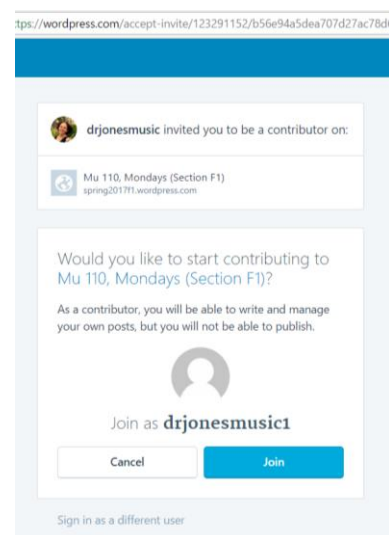 tps://wordpress.com/accept-invite/123291152/b56e94a5dea707d27ac78d
drjonesmusic invited you to be a contributor on:
Mu 110, Mondays (Section F1)
spring2017f1.wordpress.com
Would you like to start contributing to
Mu 110, Mondays (Section F1)?
As a contributor, you will be able to write and manage
your own posts, but you will not be able to publish.
Join as drjonesmusic1
Cancel Join
Sign in as a different user